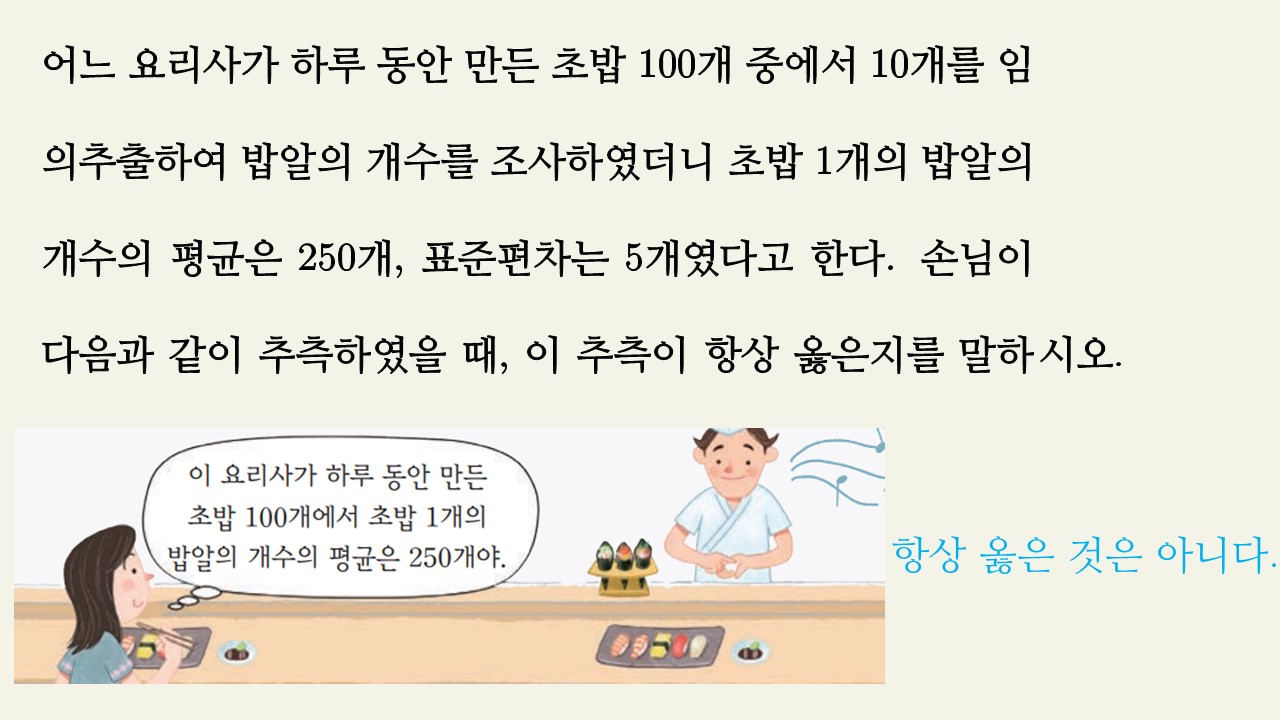 어느 요리사가 하루 동안 만든 초밥 100개 중에서 10개를 임
의추출하여 밥알의 개수를 조사하였더니 초밥 1개의 밥알의
개수의 평균은 250개, 표준편차는 5개였다고 한다. 손님이
다음과 같이 추측하였을 때, 이 추측이 항상 옳은지를 말하시오.
이 요리사가 하루 동안 만든
초밥 100개에서 초밥 1개의
밥알의 개수의 평균은 250개야.
항상 옳은 것은 아니다.